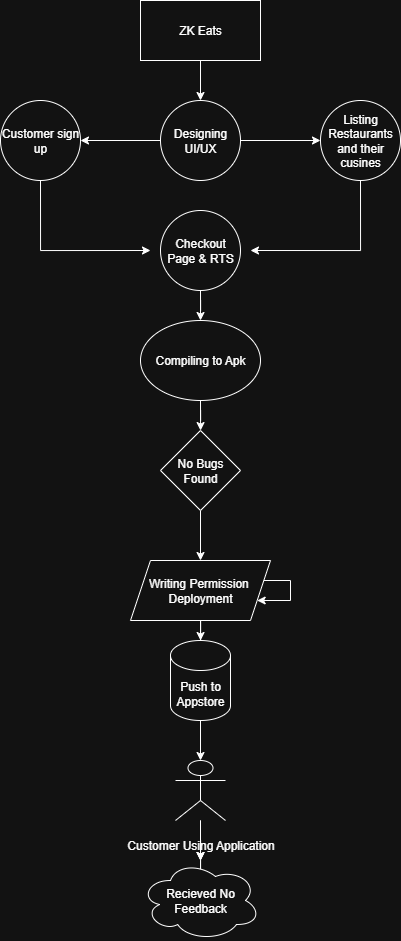 ZK Eats
Customer sign
up
Designing
UI/UX
Listing
Restaurants
and their
cusines
Checkout
Page & RTS
Compiling to Apk
No Bugs
Found
Writing Permission
Deployment
Push to
Appstore
Customer Using Application
Recieved No
Feedback